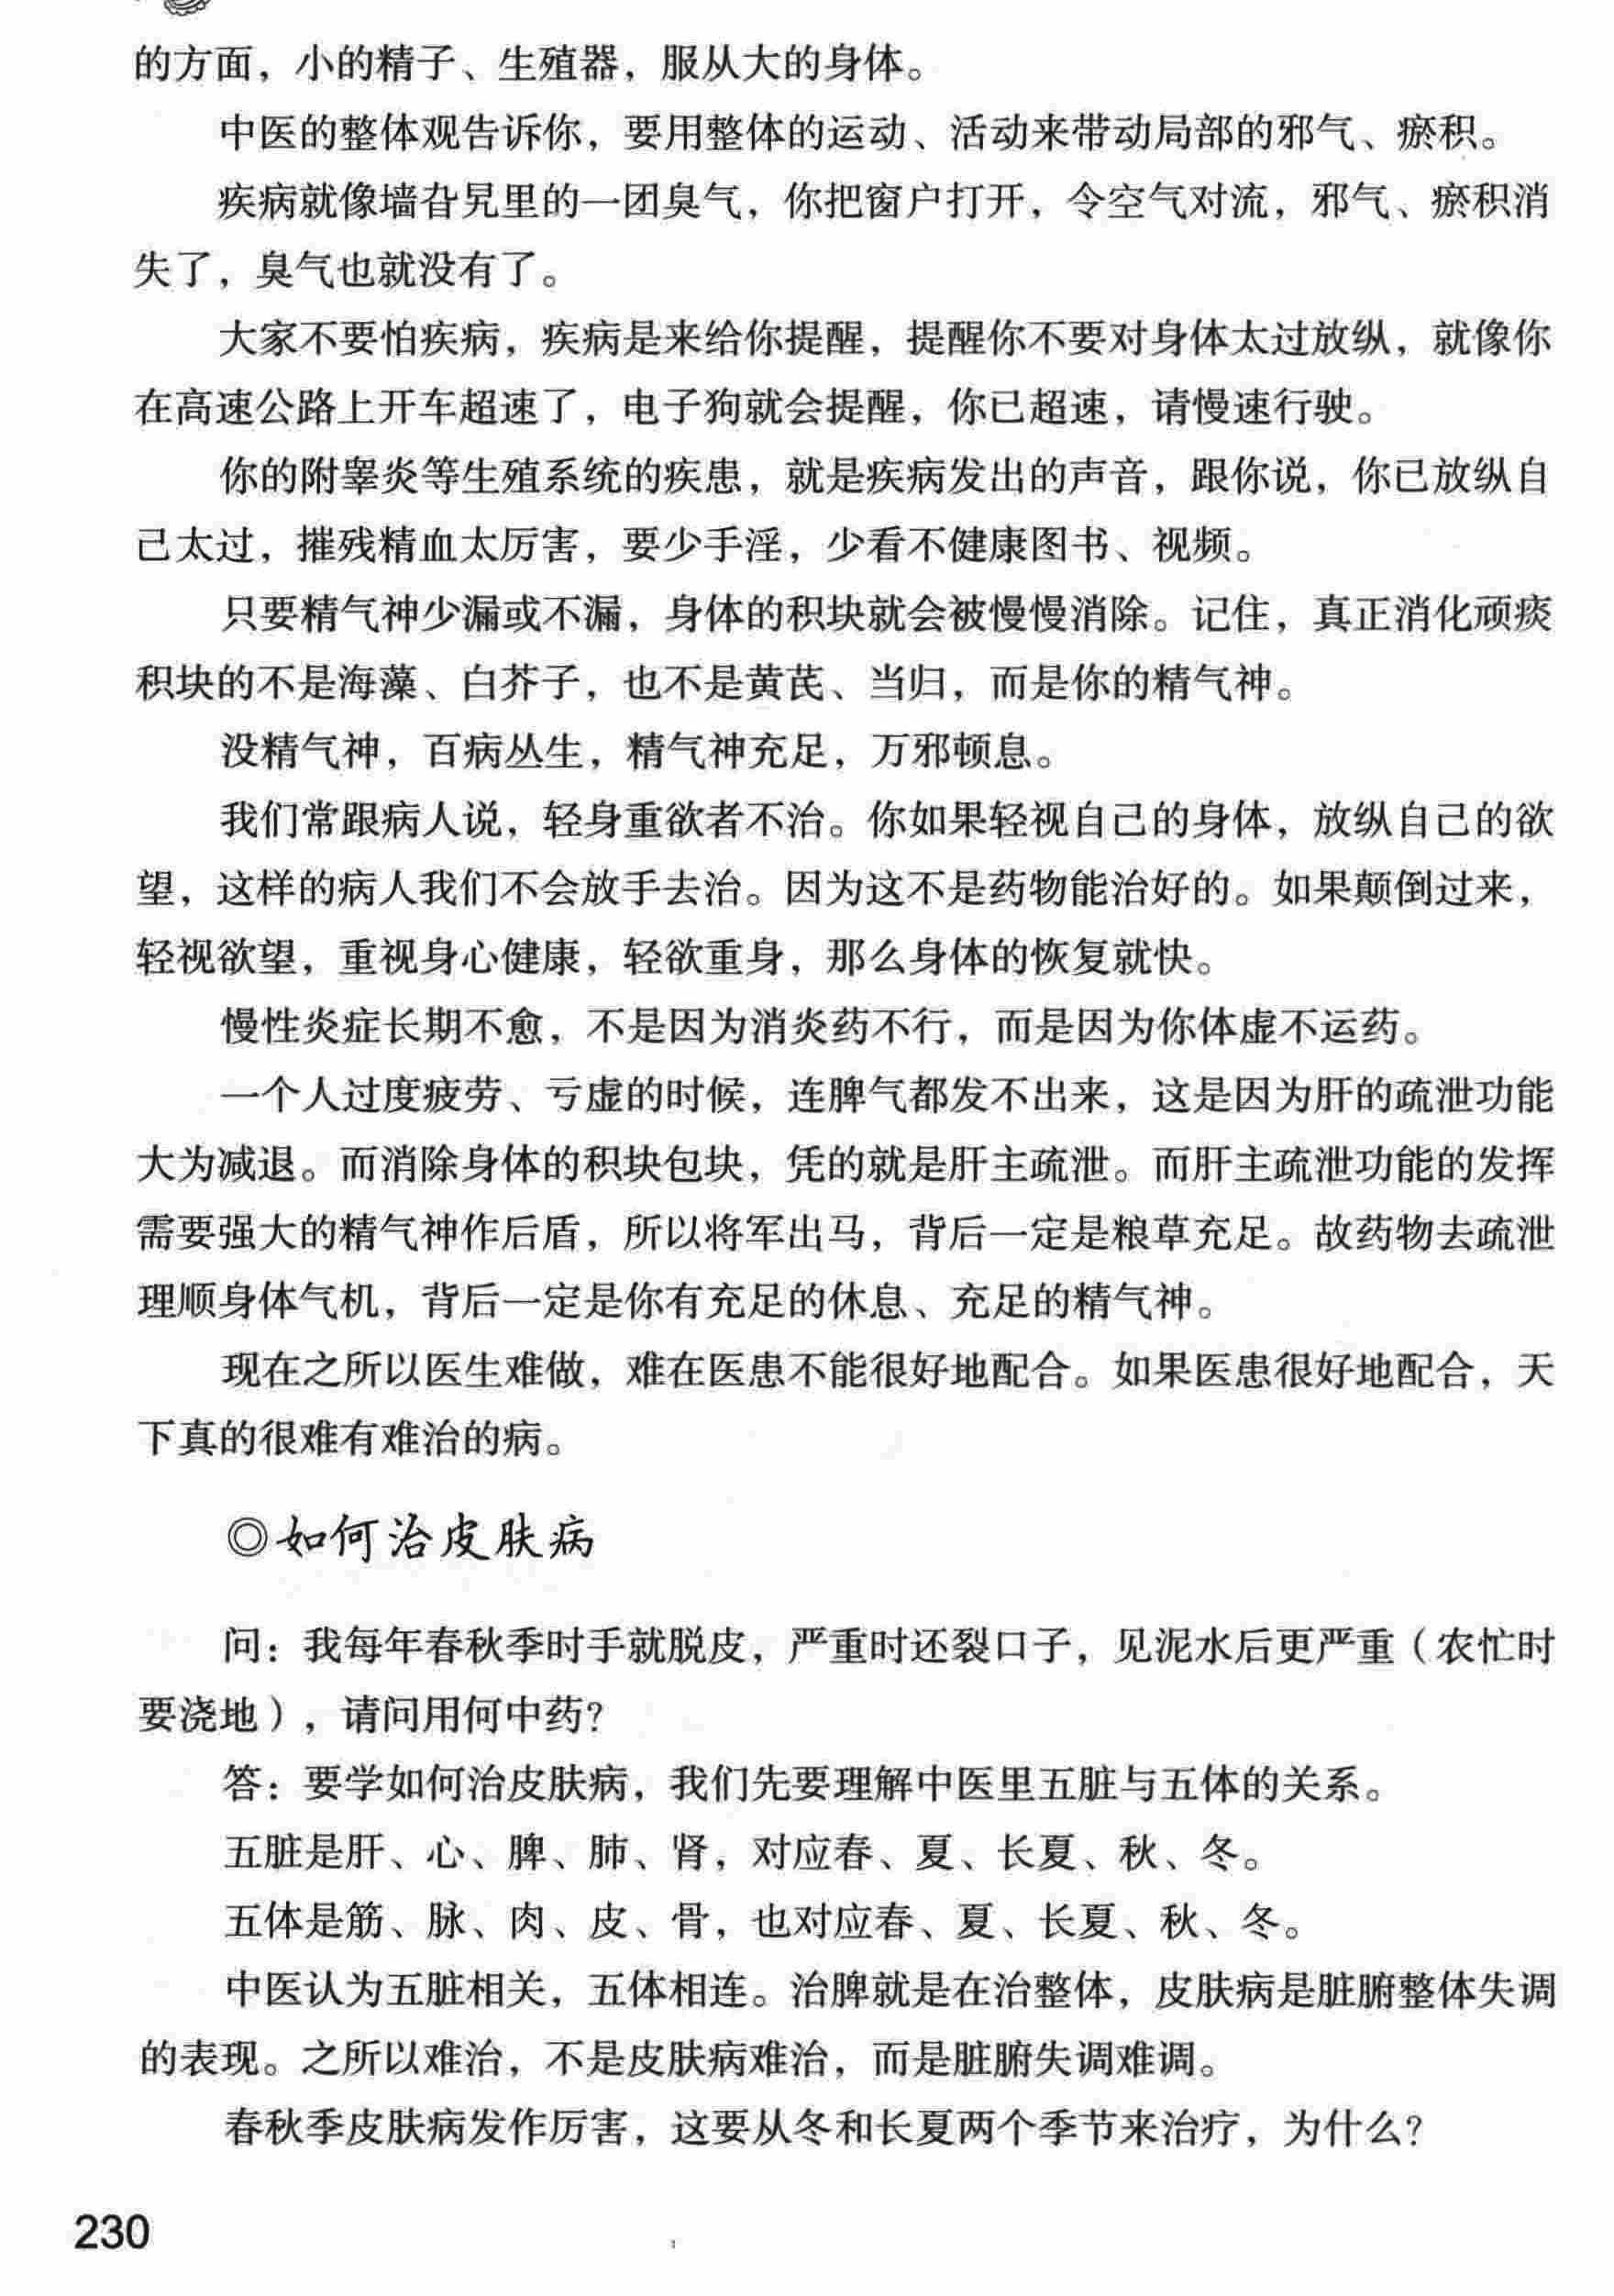 的方面，小的精子、生殖器，服从大的身体。
中医的整体观告诉你，要用整体的运动、活动来带动局部的邪气、瘀积。
疾病就像墙旮旯里的一团臭气，你把窗户打开，令空气对流，邪气、瘀积消
失了，臭气也就没有了。
大家不要怕疾病，疾病是来给你提醒，提醒你不要对身体太过放纵，就像你
在高速公路上开车超速了，电子狗就会提醒，你已超速，请慢速行驶。
你的附睾炎等生殖系统的疾患，就是疾病发出的声音，跟你说，你已放纵自
己太过，摧残精血太厉害，要少手淫，少看不健康图书、视频。
只要精气神少漏或不漏，身体的积块就会被慢慢消除。记住，真正消化顽痰
积块的不是海藻、白芥子，也不是黄芪、当归，而是你的精气神。
没精气神，百病丛生，精气神充足，万邪顿息。
我们常跟病人说，轻身重欲者不治。你如果轻视自己的身体，放纵自己的欲
望，这样的病人我们不会放手去治。因为这不是药物能治好的。如果颠倒过来，
轻视欲望，重视身心健康，轻欲重身，那么身体的恢复就快。
慢性炎症长期不愈，不是因为消炎药不行，而是因为你体虚不运药。
一个人过度疲劳、亏虚的时候，连脾气都发不出来，这是因为肝的疏泄功能
大为减退。而消除身体的积块包块，凭的就是肝主疏泄。而肝主疏泄功能的发挥
需要强大的精气神作后盾，所以将军出马，背后一定是粮草充足。故药物去疏泄
理顺身体气机，背后一定是你有充足的休息、充足的精气神。
现在之所以医生难做，难在医患不能很好地配合。如果医患很好地配合，天
下真的很难有难治的病。
◎如何治皮肤病
问：我每年春秋季时手就脱皮，严重时还裂口子，见泥水后更严重（农忙时
要浇地），请问用何中药？
答：要学如何治皮肤病，我们先要理解中医里五脏与五体的关系。
五脏是肝、心、脾、肺、肾，对应春、夏、长夏、秋、冬。
五体是筋、脉、肉、皮、骨，也对应春、夏、长夏、秋、冬。
中医认为五脏相关，五体相连。治脾就是在治整体，皮肤病是脏腑整体失调
的表现。之所以难治，不是皮肤病难治，而是脏腑失调难调。
春秋季皮肤病发作厉害，这要从冬和长夏两个季节来治疗，为什么？
230